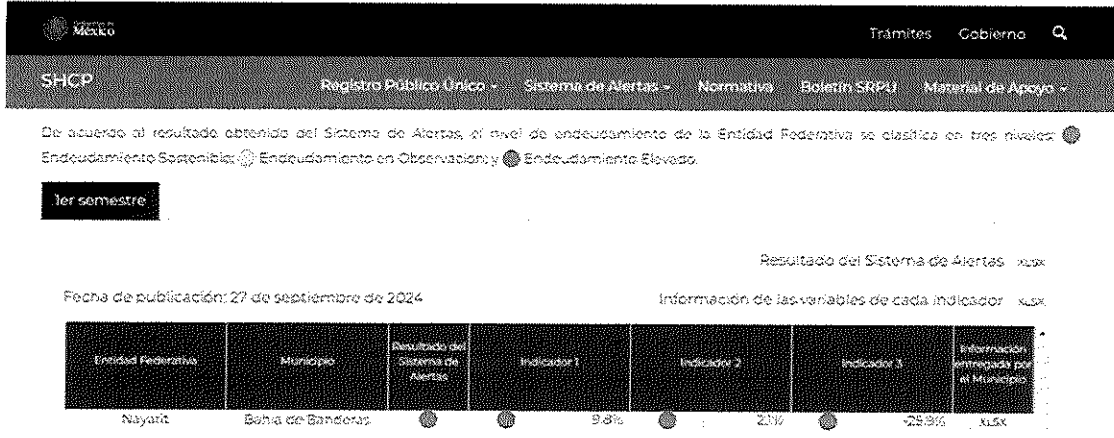 Gobierno de
México
Trámites Gobierno
SHCP Registro Público Único Sistema de Alertas Normativa Boletín SRPU Material de Apoyo
De acuerdo al resultado obtenido del Sistema de Alertas, el nivel de endeudamiento de la Entidad Federativa se clasifica en tres niveles:
Endeudamiento Sostenible; Endeudamiento en Observación; y Endeudamiento Elevado.
1er semestre
Resultado del Sistema de Alertas XLSX
Fecha de publicación: 27 de septiembre de 2024 Información de las variables de cada indicador XLSX
Entidad Federativa Municipio Resultado del Sistema de Alertas Indicador 1 Indicador 2 Indicador 3 Información entregada por el Municipio
Nayarit Bahía de Banderas 9.8% 2.1% XLSX